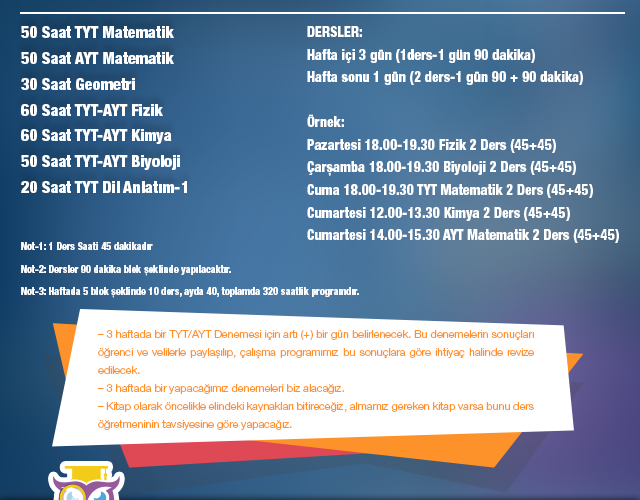 50 Saat TYT Matematik
50 Saat AYT Matematik
30 Saat Geometri
60 Saat TYT-AYT Fizik
60 Saat TYT-AYT Kimya
50 Saat TYT-AYT Biyoloji
20 Saat TYT Dil Anlatım-1
Not-1: 1 Ders Saati 45 dakikadır
Not-2: Dersler 90 dakika blok şeklinde yapılacaktır.
Not-3: Haftada 5 blok şeklinde 10 ders, ayda 40, toplamda 320 saatlik programdır.
DERSLER:
Hafta içi 3 gün (1ders-1 gün 90 dakika)
Hafta sonu 1 gün (2 ders-1 gün 90 + 90 dakika)
Örnek:
Pazartesi 18.00-19.30 Fizik 2 Ders (45+45)
Çarşamba 18.00-19.30 Biyoloji 2 Ders (45+45)
Cuma 18.00-19.30 TYT Matematik 2 Ders (45+45)
Cumartesi 12.00-13.30 Kimya 2 Ders (45+45)
Cumartesi 14.00-15.30 AYT Matematik 2 Ders (45+45)
– 3 haftada bir TYT/AYT Denemesi için artı (+) bir gün belirlenecek. Bu denemelerin sonuçları
öğrenci ve velilerle paylaşılıp, çalışma programımız bu sonuçlara göre ihtiyaç halinde revize
edilecek.
– 3 haftada bir yapacağımız denemeleri biz alacağız.
– Kitap olarak öncelikle elindeki kaynakları bitireceğiz, almamız gereken kitap varsa bunu ders
öğretmeninin tavsiyesine göre yapacağız.